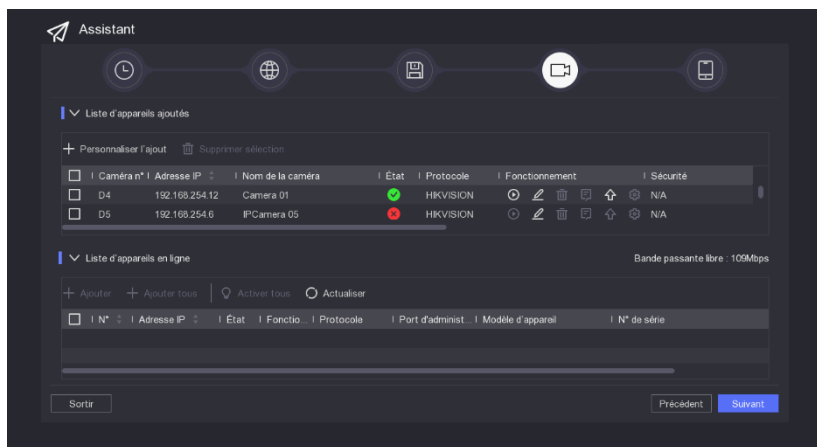 Assistant
Liste d'appareils ajoutés
Personnaliser l'ajout Supprimer sélection
Caméra n° Adresse IP Nom de la caméra État Protocole Fonctionnement Sécurité
D4 192.168.254.12 Camera 01 HIKVISION N/A
D5 192.168.254.6 IPCamera 05 HIKVISION N/A
Liste d'appareils en ligne Bande passante libre : 109Mbps
Ajouter Ajouter tous Activer tous Actualiser
N° Adresse IP État Fonctio... Protocole Port d'administ... Modèle d'appareil N° de série
Sortir Précédent Suivant